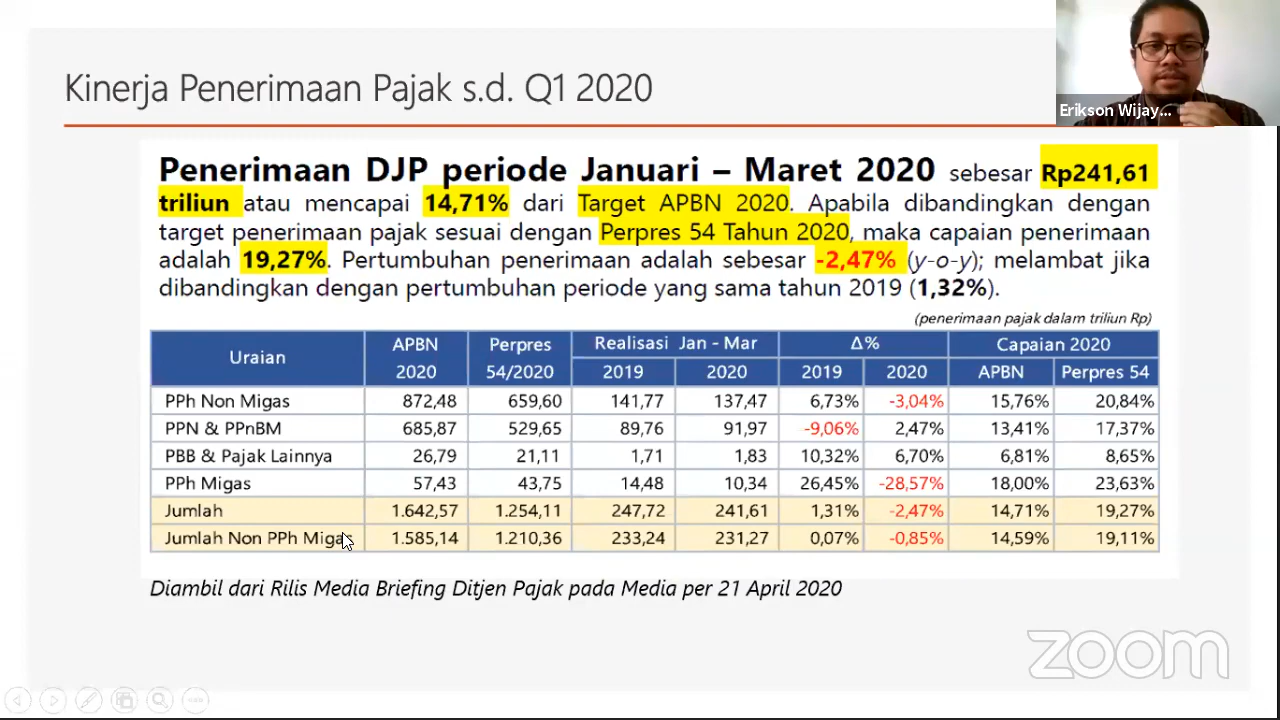 Kinerja Penerimaan Pajak s.d. Q1 2020
Erikson Wijay...
Penerimaan DJP periode Januari – Maret 2020 sebesar Rp241,61
triliun atau mencapai 14,71% dari Target APBN 2020. Apabila dibandingkan dengan
target penerimaan pajak sesuai dengan Perpres 54 Tahun 2020, maka capaian penerimaan
adalah 19,27%. Pertumbuhan penerimaan adalah sebesar -2,47% (y-o-y); melambat jika
dibandingkan dengan pertumbuhan periode yang sama tahun 2019 (1,32%).
(penerimaan pajak dalam triliun Rp)
Uraian APBN 2020 Perpres 54/2020 Realisasi Jan - Mar Δ% Capaian 2020
2019 2020 2019 2020 APBN Perpres 54
PPh Non Migas 872,48 659,60 141,77 137,47 6,73% -3,04% 15,76% 20,84%
PPN & PPnBM 685,87 529,65 89,76 91,97 -9,06% 2,47% 13,41% 17,37%
PBB & Pajak Lainnya 26,79 21,11 1,71 1,83 10,32% 6,70% 6,81% 8,65%
PPh Migas 57,43 43,75 14,48 10,34 26,45% -28,57% 18,00% 23,63%
Jumlah 1.642,57 1.254,11 247,72 241,61 1,31% -2,47% 14,71% 19,27%
Jumlah Non PPh Migas 1.585,14 1.210,36 233,24 231,27 0,07% -0,85% 14,59% 19,11%
Diambil dari Rilis Media Briefing Ditjen Pajak pada Media per 21 April 2020
zoom